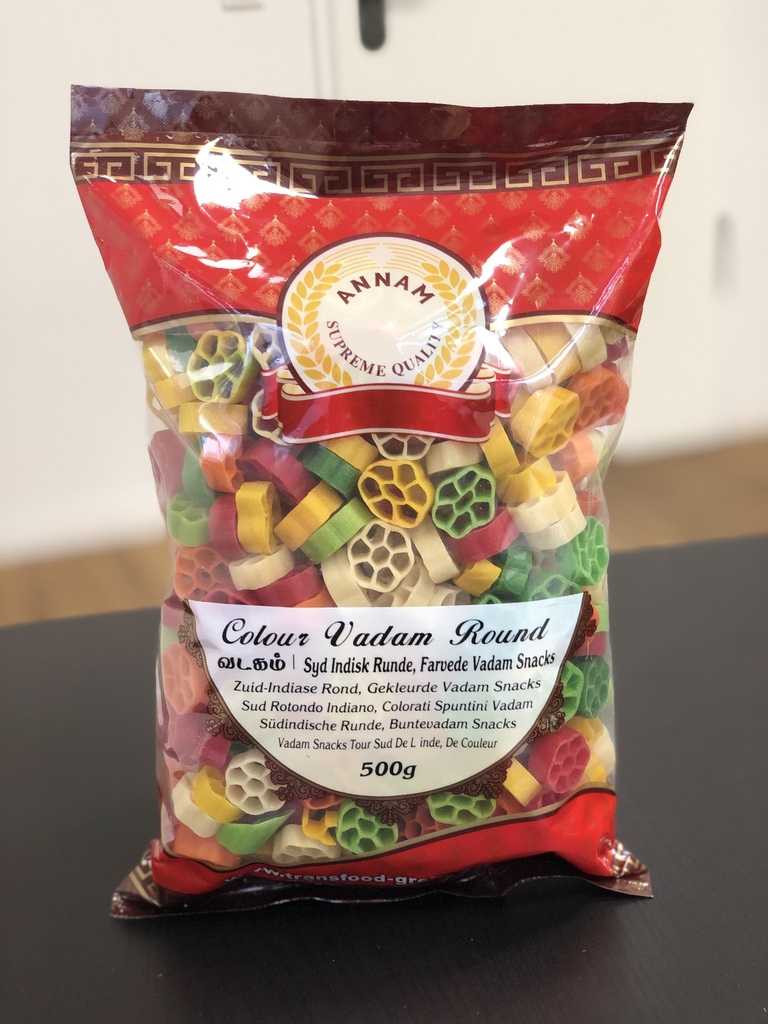 ANNAM
SUPREME QUALITY
Colour Vadam Round
வடகம் | Syd Indisk Runde, Farvede Vadam Snacks
Zuid-Indiase Rond, Gekleurde Vadam Snacks
Sud Rotondo Indiano, Colorati Spuntini Vadam
Südindische Runde, Buntevadam Snacks
Vadam Snacks Tour Sud De L inde, De Couleur
500g